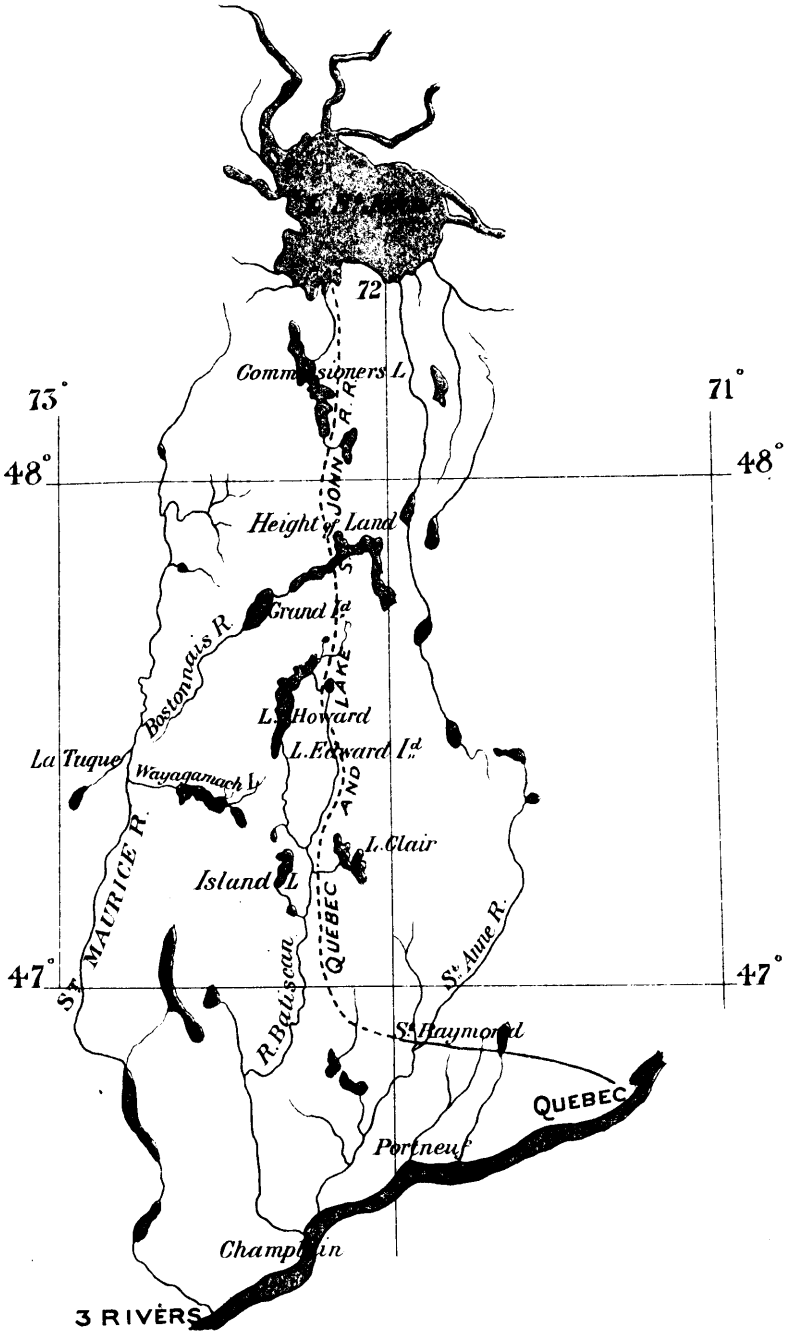 72
Commissioners L
73°
71°
48°
48°
Height of Land
Grand Id
Bostonnais R.
L. Howard
L. Edward Id
La Tuque
Wayagamach L
L. Clair
Island L
St MAURICE R.
QUEBEC AND LAKE St JOHN R.R.
St. Anne R.
47°
47°
R. Batiscan
St Raymond
QUEBEC
Portneuf
Champlain
3 RIVERS